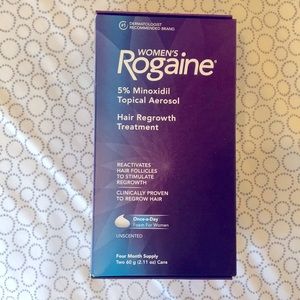 #1 DERMATOLOGIST
RECOMMENDED BRAND
WOMEN'S
Rogaine®
5% Minoxidil
Topical Aerosol
Hair Regrowth
Treatment
REACTIVATES
HAIR FOLLICLES
TO STIMULATE
REGROWTH
CLINICALLY PROVEN
TO REGROW HAIR
Once-a-Day
Foam For Women
UNSCENTED
Four Month Supply
Two 60 g (2.11 oz) Cans